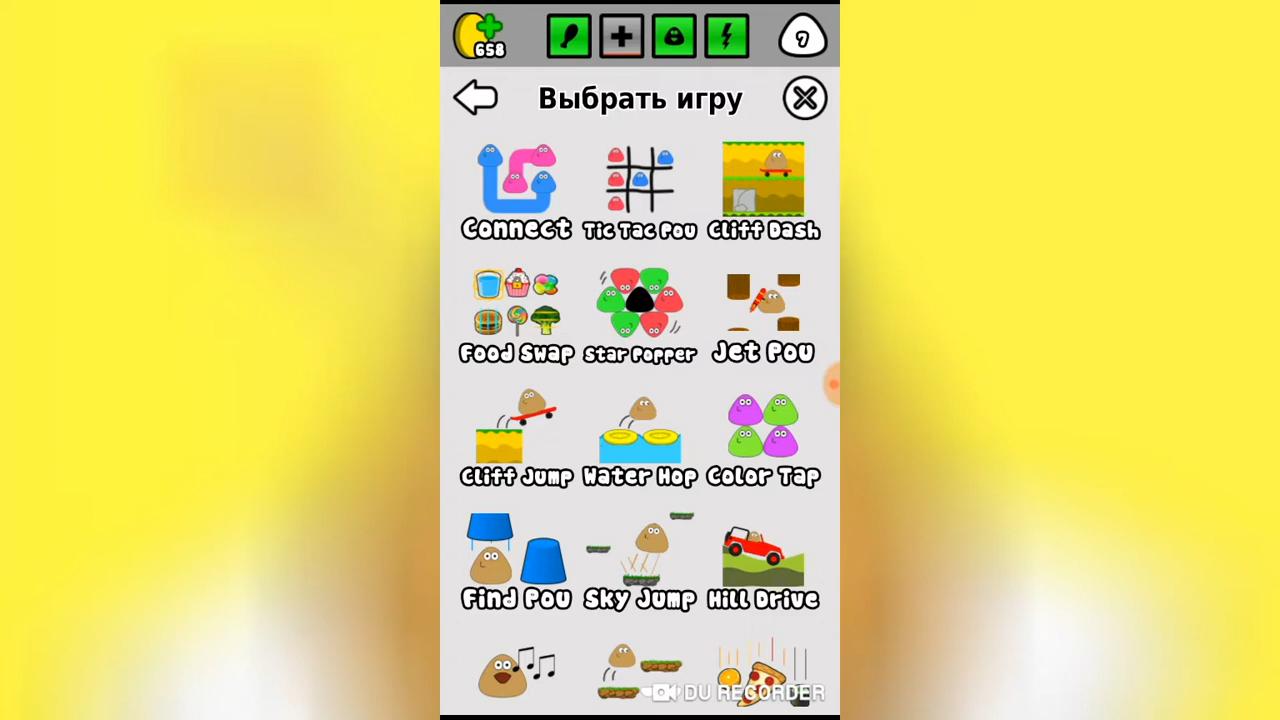 658
7
Выбрать игру
Connect Tic Tac Pou Cliff Dash
Food Swap Star Popper Jet Pou
Cliff Jump Water Hop Color Tap
Find Pou Sky Jump Hill Drive
DU RECORDER